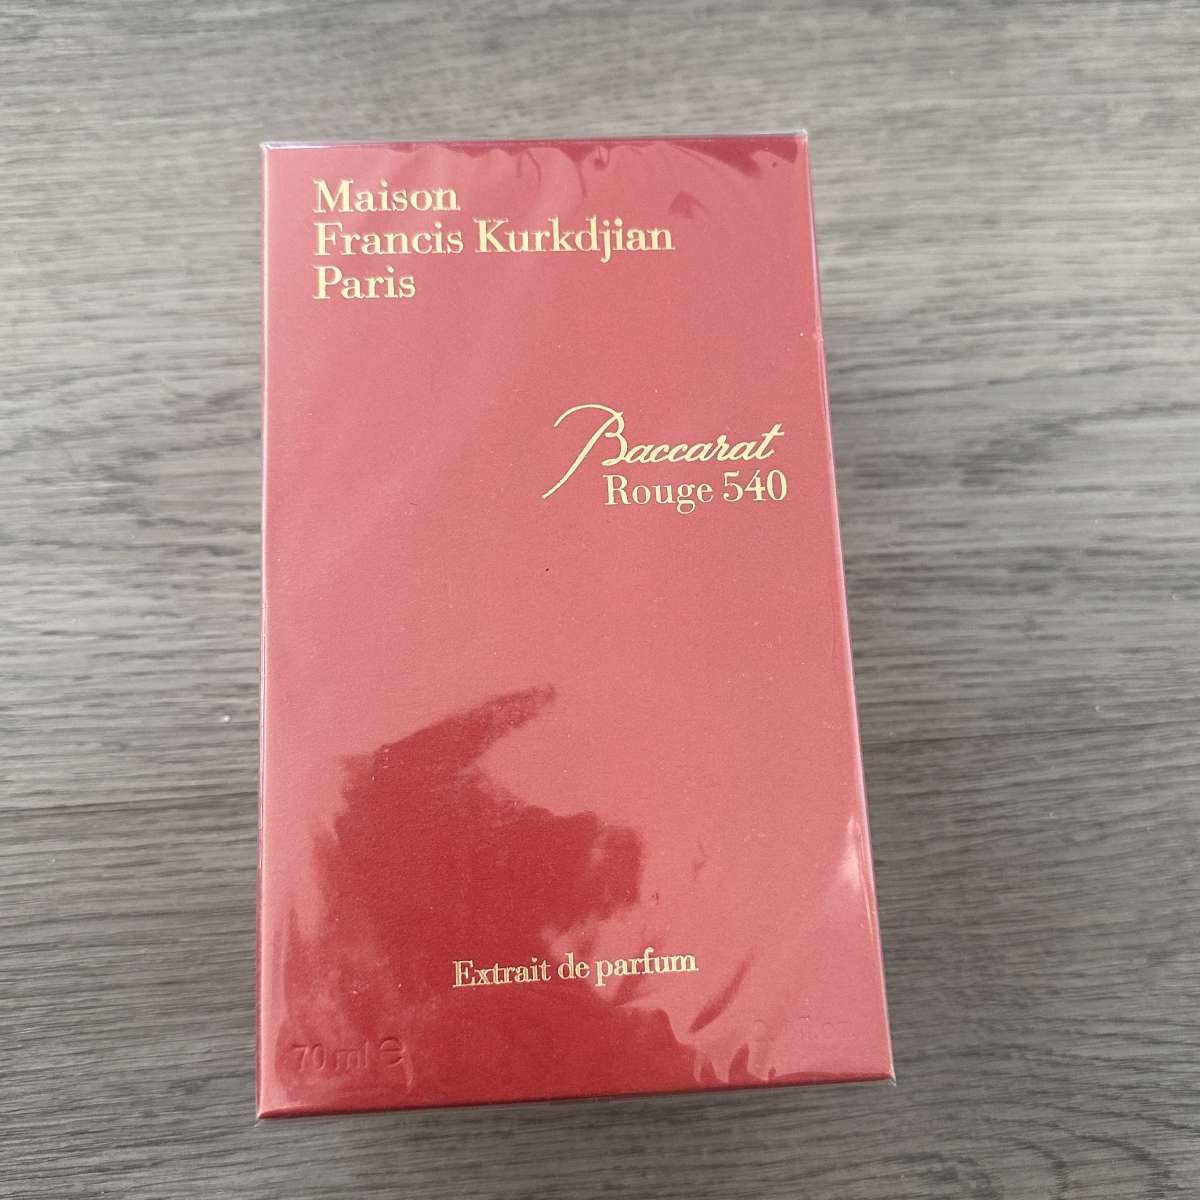 Maison
Francis Kurkdjian
Paris
Baccarat
Rouge 540
Extrait de parfum
70 ml ℮